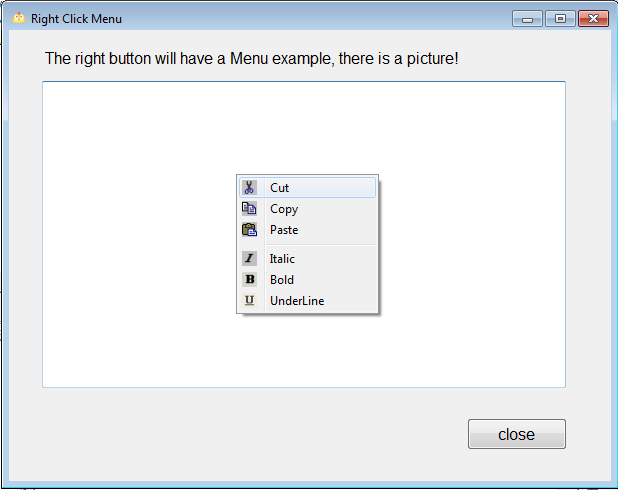 Right Click Menu
The right button will have a Menu example, there is a picture!
Cut
Copy
Paste
I Italic
B Bold
U UnderLine
close